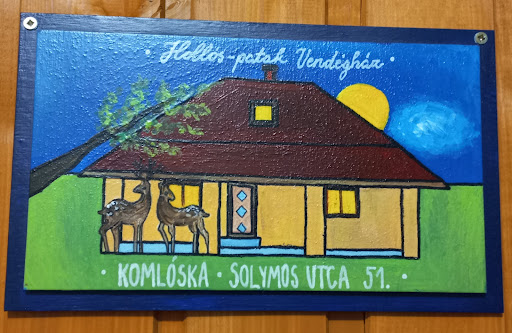 · Hollós-patak Vendégház ·
· KOMLÓSKA · SOLYMOS UTCA 51. ·